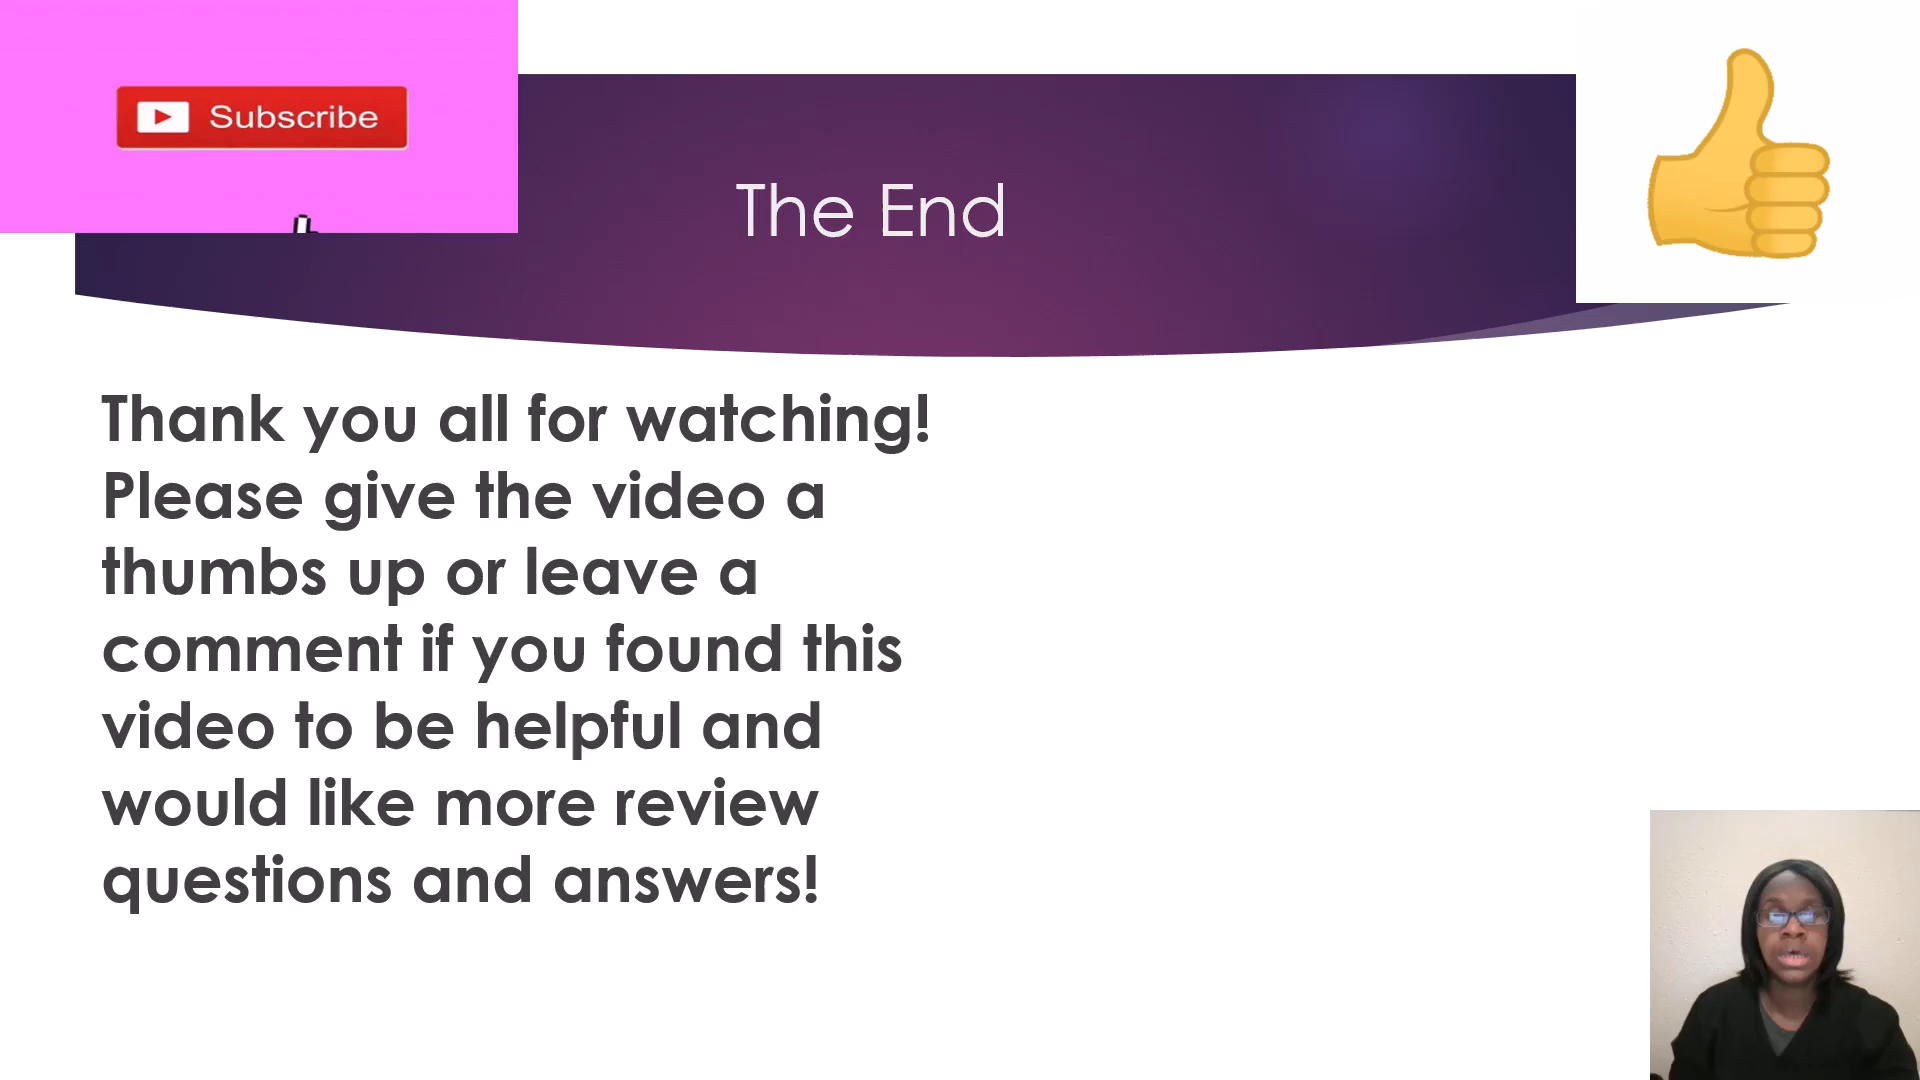 Subscribe
The End
Thank you all for watching!
Please give the video a
thumbs up or leave a
comment if you found this
video to be helpful and
would like more review
questions and answers!